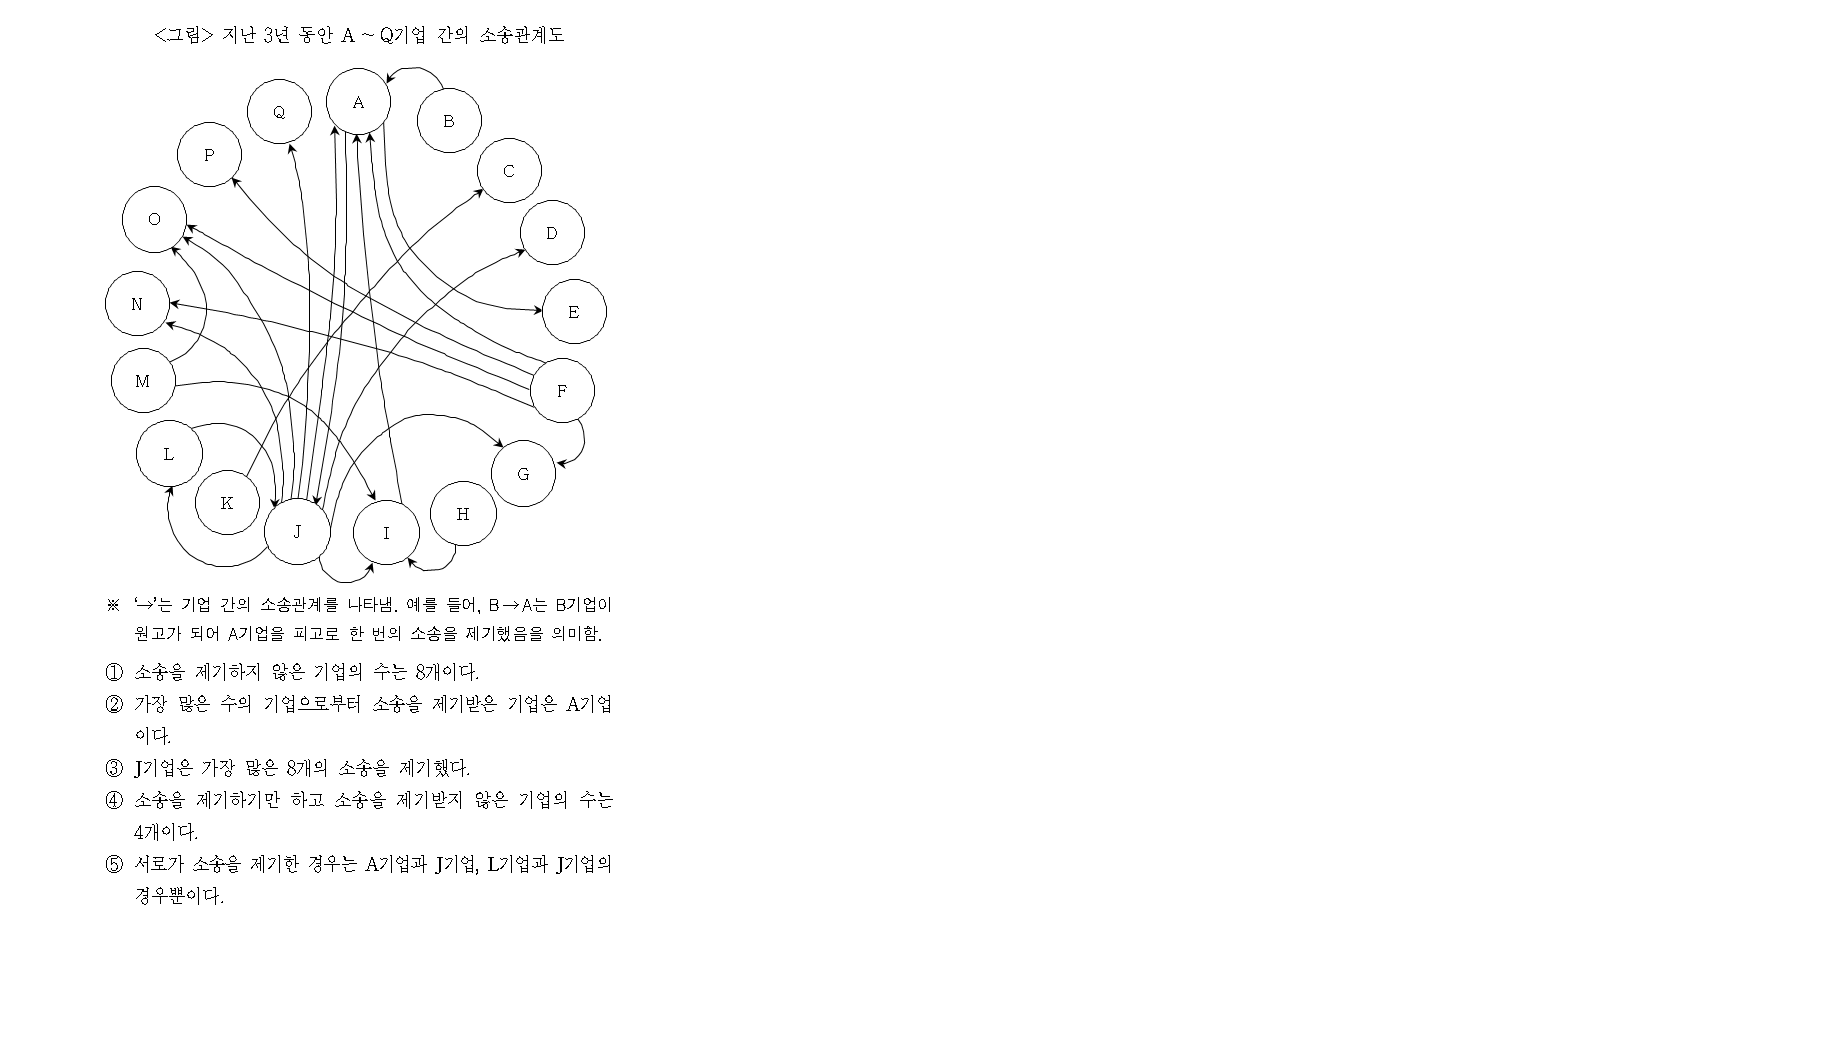 <그림> 지난 3년 동안 A ~ Q기업 간의 소송관계도
A
B
Q
C
P
D
O
E
N
F
M
G
L
H
K
I
J
※ ‘→’는 기업 간의 소송관계를 나타냄. 예를 들어, B→A는 B기업이
원고가 되어 A기업을 피고로 한 번의 소송을 제기했음을 의미함.
① 소송을 제기하지 않은 기업의 수는 8개이다.
② 가장 많은 수의 기업으로부터 소송을 제기받은 기업은 A기업
이다.
③ J기업은 가장 많은 8개의 소송을 제기했다.
④ 소송을 제기하기만 하고 소송을 제기받지 않은 기업의 수는
4개이다.
⑤ 서로가 소송을 제기한 경우는 A기업과 J기업, L기업과 J기업의
경우뿐이다.